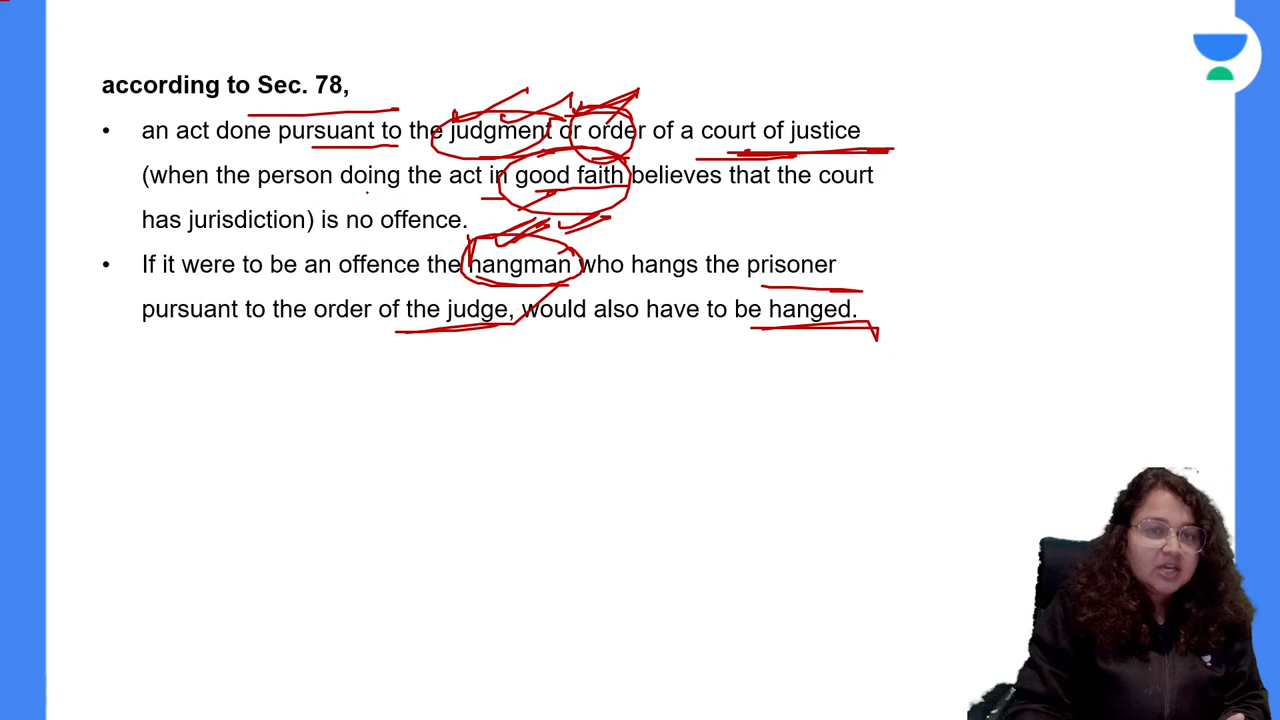 according to Sec. 78,
• an act done pursuant to the judgment or order of a court of justice
(when the person doing the act in good faith believes that the court
has jurisdiction) is no offence.
• If it were to be an offence the hangman who hangs the prisoner
pursuant to the order of the judge, would also have to be hanged.